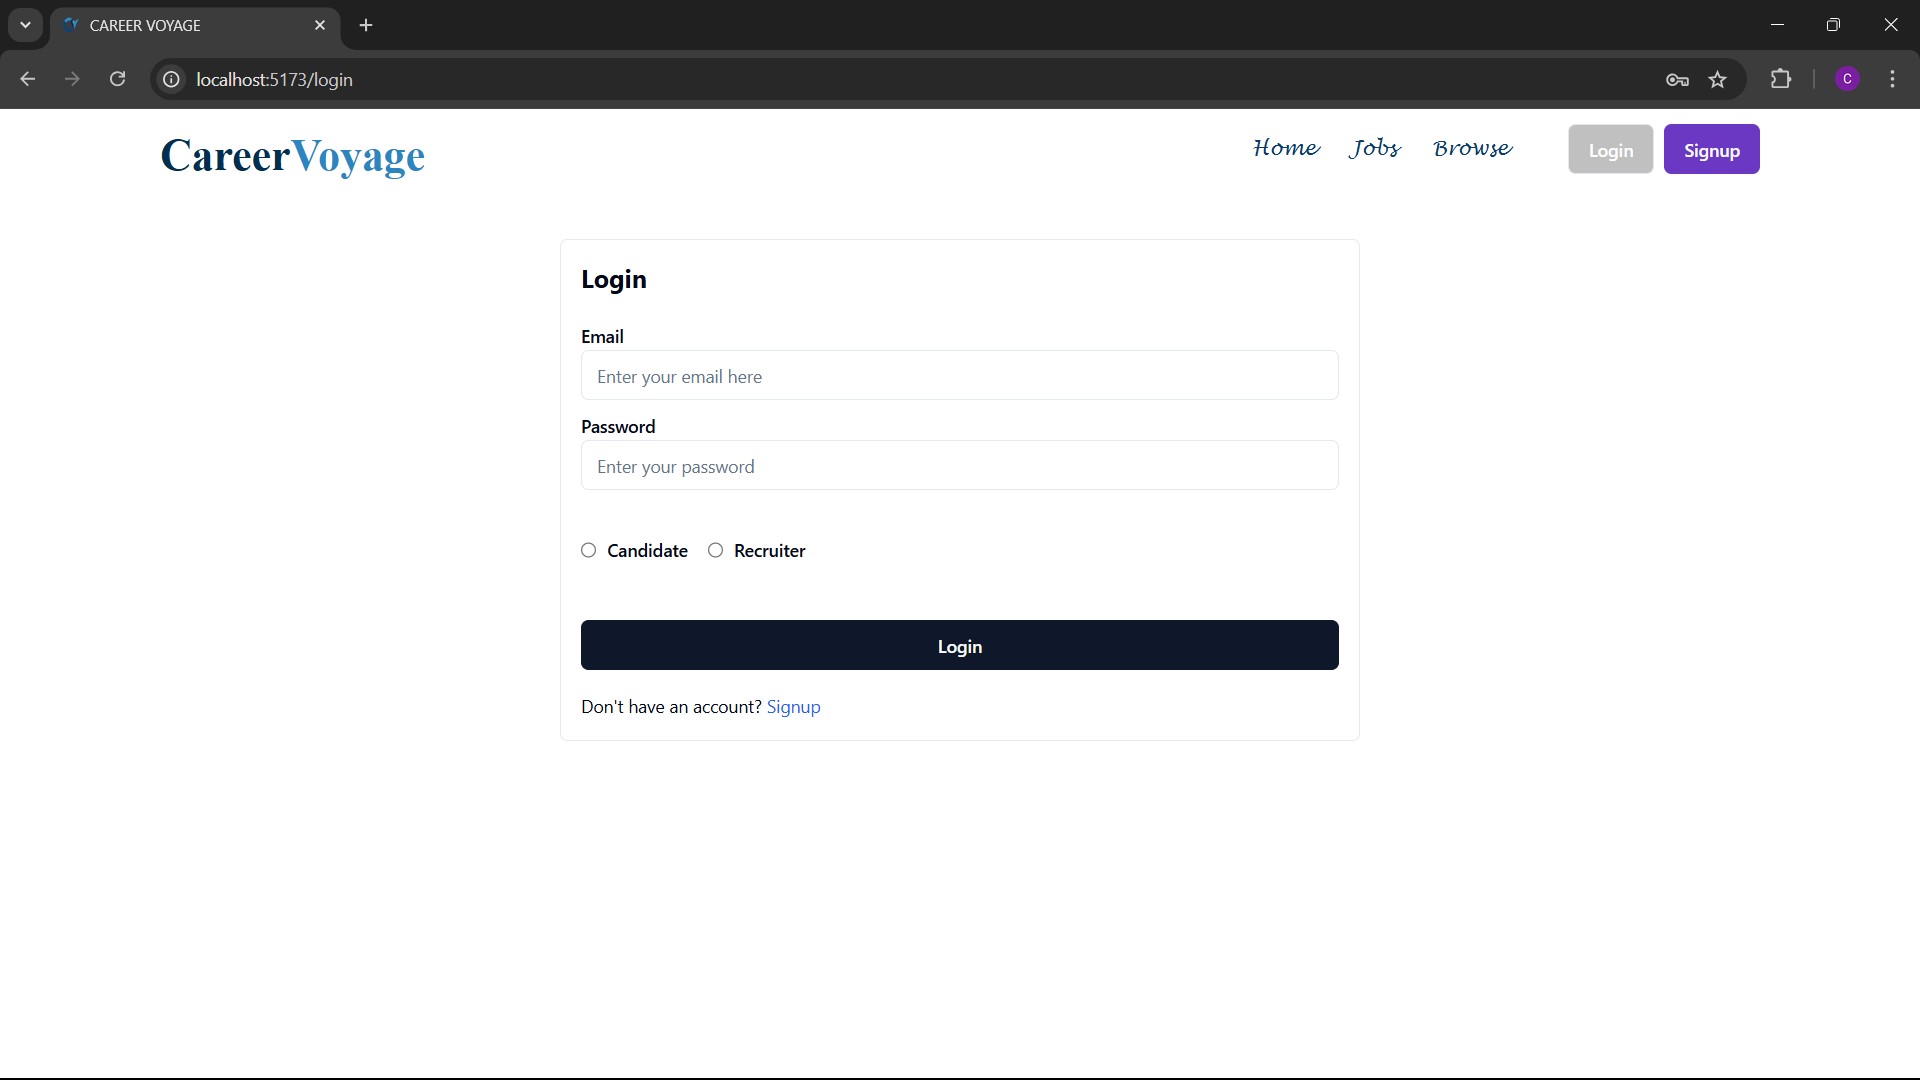 CAREER VOYAGE
localhost:5173/login
C
CareerVoyage
Home Jobs Browse Login Signup
Login
Email
Enter your email here
Password
Enter your password
Candidate Recruiter
Login
Don't have an account? Signup